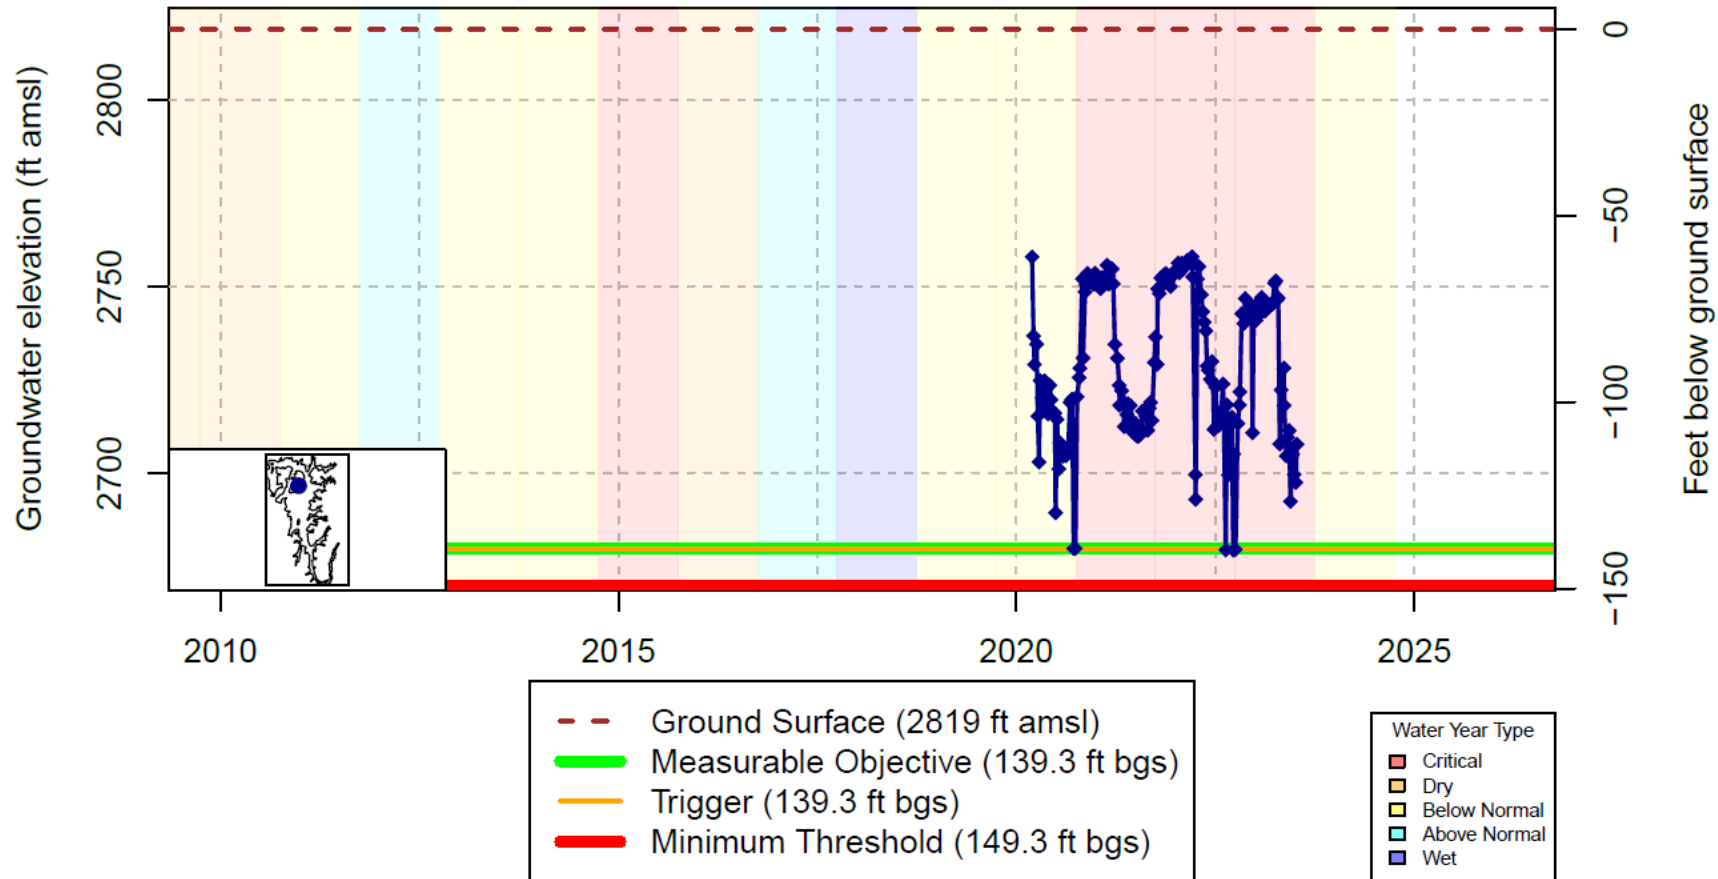 Groundwater elevation (ft amsl)
2800
2750
2700
0
−50
−100
−150
Feet below ground surface
2010
2015
2020
2025
Ground Surface (2819 ft amsl)
Measurable Objective (139.3 ft bgs)
Trigger (139.3 ft bgs)
Minimum Threshold (149.3 ft bgs)
Water Year Type
Critical
Dry
Below Normal
Above Normal
Wet